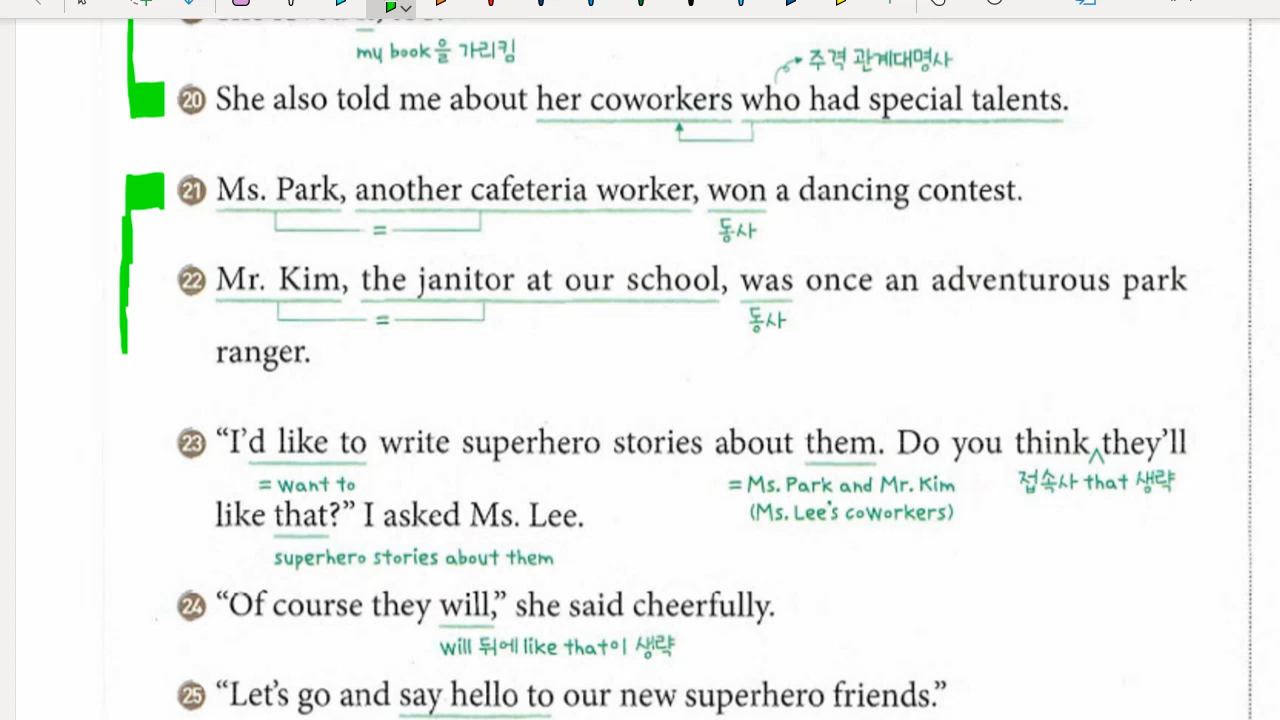 my book을 가리킴
주격 관계대명사
20 She also told me about her coworkers who had special talents.
21 Ms. Park, another cafeteria worker, won a dancing contest.
= 동사
22 Mr. Kim, the janitor at our school, was once an adventurous park
= 동사
ranger.
23 “I’d like to write superhero stories about them. Do you think they’ll
= want to = Ms. Park and Mr. Kim 접속사 that 생략
(Ms. Lee's coworkers)
like that?” I asked Ms. Lee.
superhero stories about them
24 “Of course they will,” she said cheerfully.
will 뒤에 like that이 생략
25 “Let’s go and say hello to our new superhero friends.”